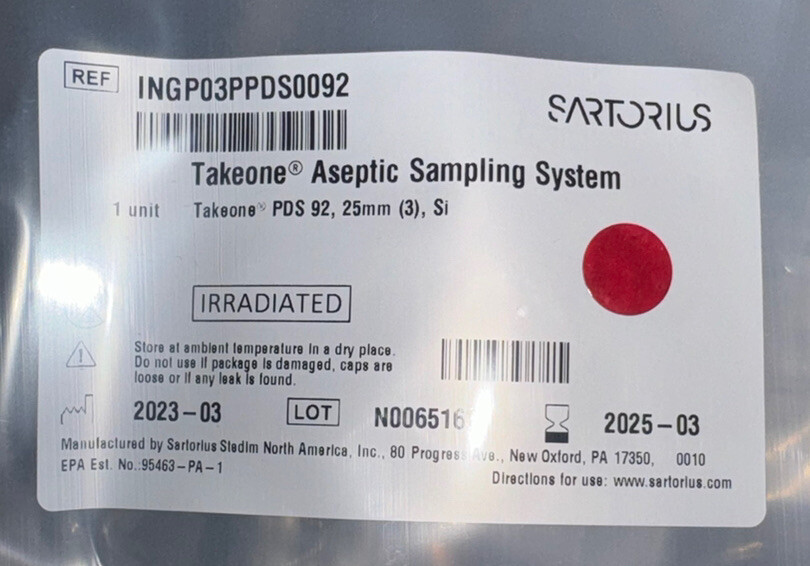 REF INGP03PPDS0092
SARTORIUS
Takeone® Aseptic Sampling System
1 unit Takeone® PDS 92, 25mm (3), Si
IRRADIATED
Store at ambient temperature in a dry place.
Do not use if package is damaged, caps are
loose or if any leak is found.
2023-03 LOT N006516 2025-03
Manufactured by Sartorius Stedim North America, Inc., 80 Progress Ave., New Oxford, PA 17350, 0010
EPA Est. No.:95463-PA-1
Directions for use: www.sartorius.com